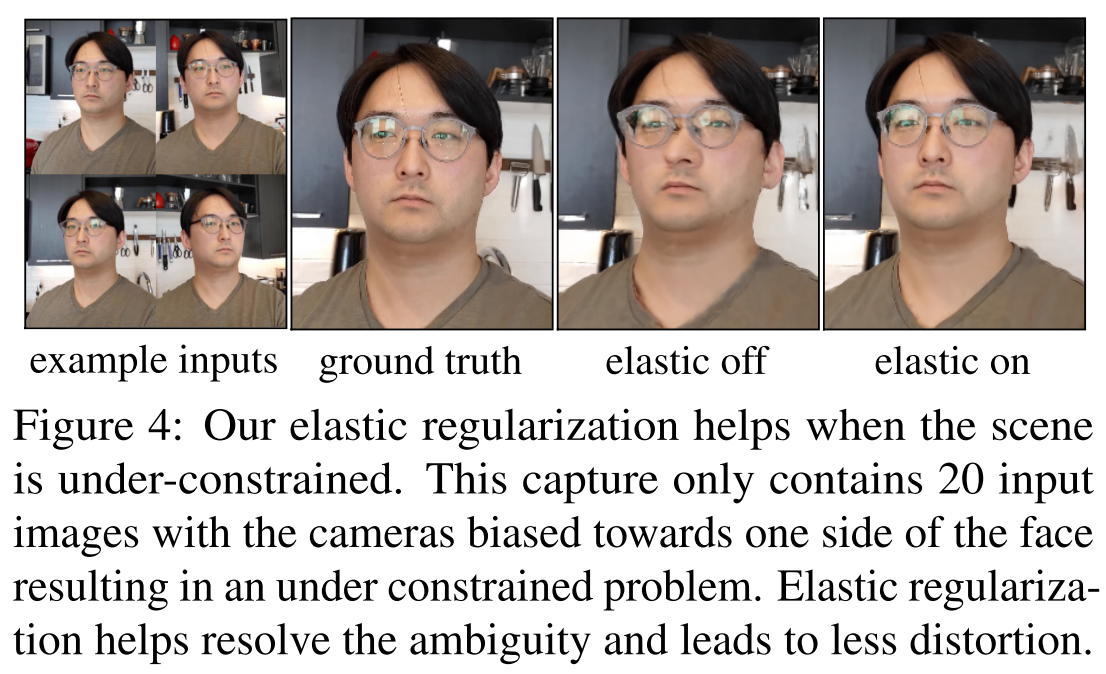 example inputs ground truth elastic off elastic on
Figure 4: Our elastic regularization helps when the scene
is under-constrained. This capture only contains 20 input
images with the cameras biased towards one side of the face
resulting in an under constrained problem. Elastic regulariza-
tion helps resolve the ambiguity and leads to less distortion.